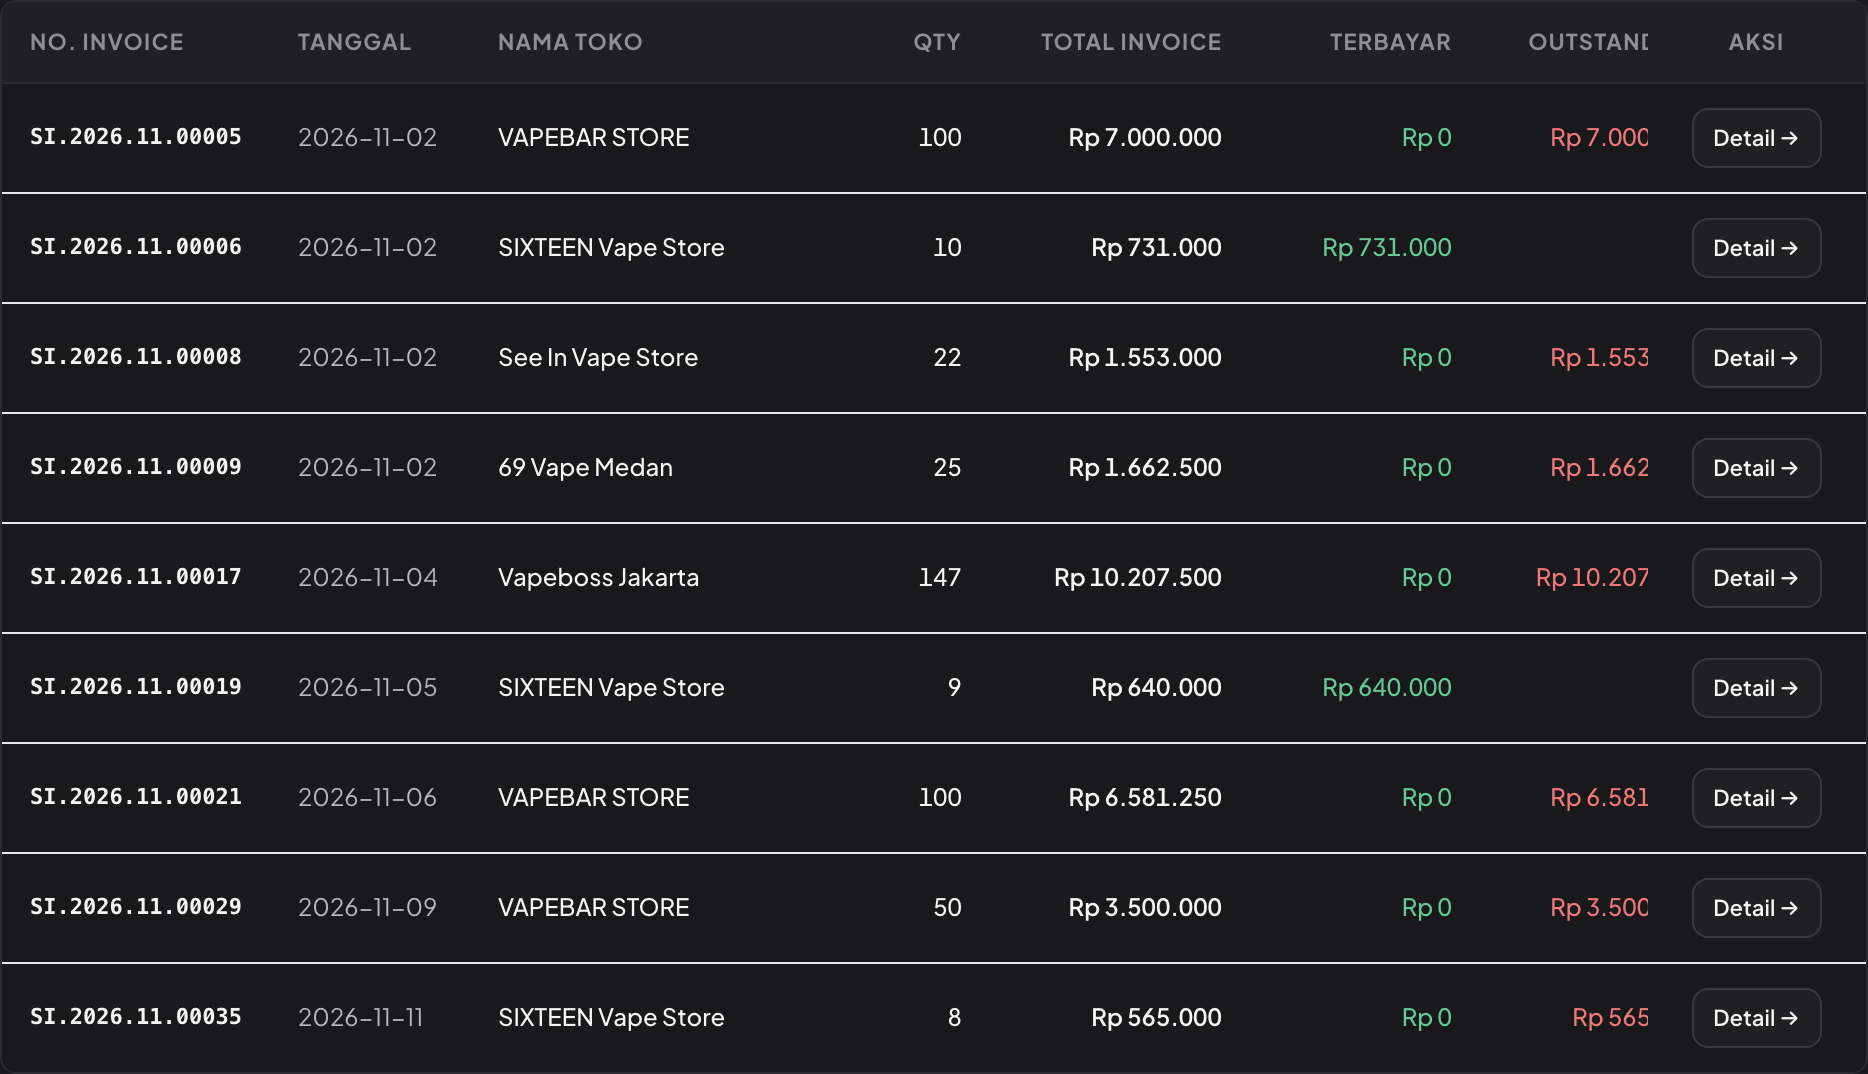 NO. INVOICE TANGGAL NAMA TOKO QTY TOTAL INVOICE TERBAYAR OUTSTAND AKSI
SI.2026.11.00005 2026-11-02 VAPEBAR STORE 100 Rp 7.000.000 Rp 0 Rp 7.000 Detail →
SI.2026.11.00006 2026-11-02 SIXTEEN Vape Store 10 Rp 731.000 Rp 731.000 Detail →
SI.2026.11.00008 2026-11-02 See In Vape Store 22 Rp 1.553.000 Rp 0 Rp 1.553 Detail →
SI.2026.11.00009 2026-11-02 69 Vape Medan 25 Rp 1.662.500 Rp 0 Rp 1.662 Detail →
SI.2026.11.00017 2026-11-04 Vapeboss Jakarta 147 Rp 10.207.500 Rp 0 Rp 10.207 Detail →
SI.2026.11.00019 2026-11-05 SIXTEEN Vape Store 9 Rp 640.000 Rp 640.000 Detail →
SI.2026.11.00021 2026-11-06 VAPEBAR STORE 100 Rp 6.581.250 Rp 0 Rp 6.581 Detail →
SI.2026.11.00029 2026-11-09 VAPEBAR STORE 50 Rp 3.500.000 Rp 0 Rp 3.500 Detail →
SI.2026.11.00035 2026-11-11 SIXTEEN Vape Store 8 Rp 565.000 Rp 0 Rp 565 Detail →